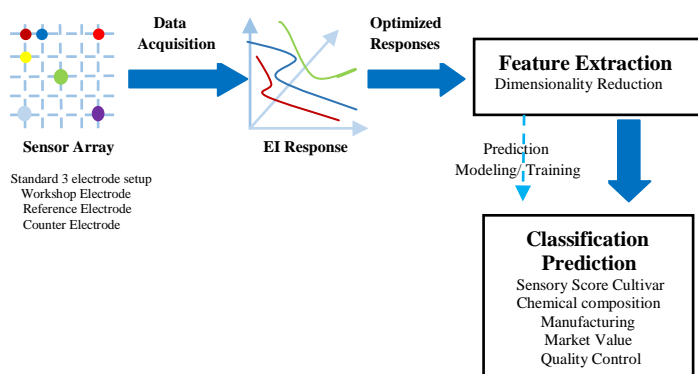 Data
Acquisition
Optimized
Responses
Sensor Array
Standard 3 electrode setup
Workshop Electrode
Reference Electrode
Counter Electrode
EI Response
Feature Extraction
Dimensionality Reduction
Prediction
Modeling/ Training
Classification
Prediction
Sensory Score Cultivar
Chemical composition
Manufacturing
Market Value
Quality Control